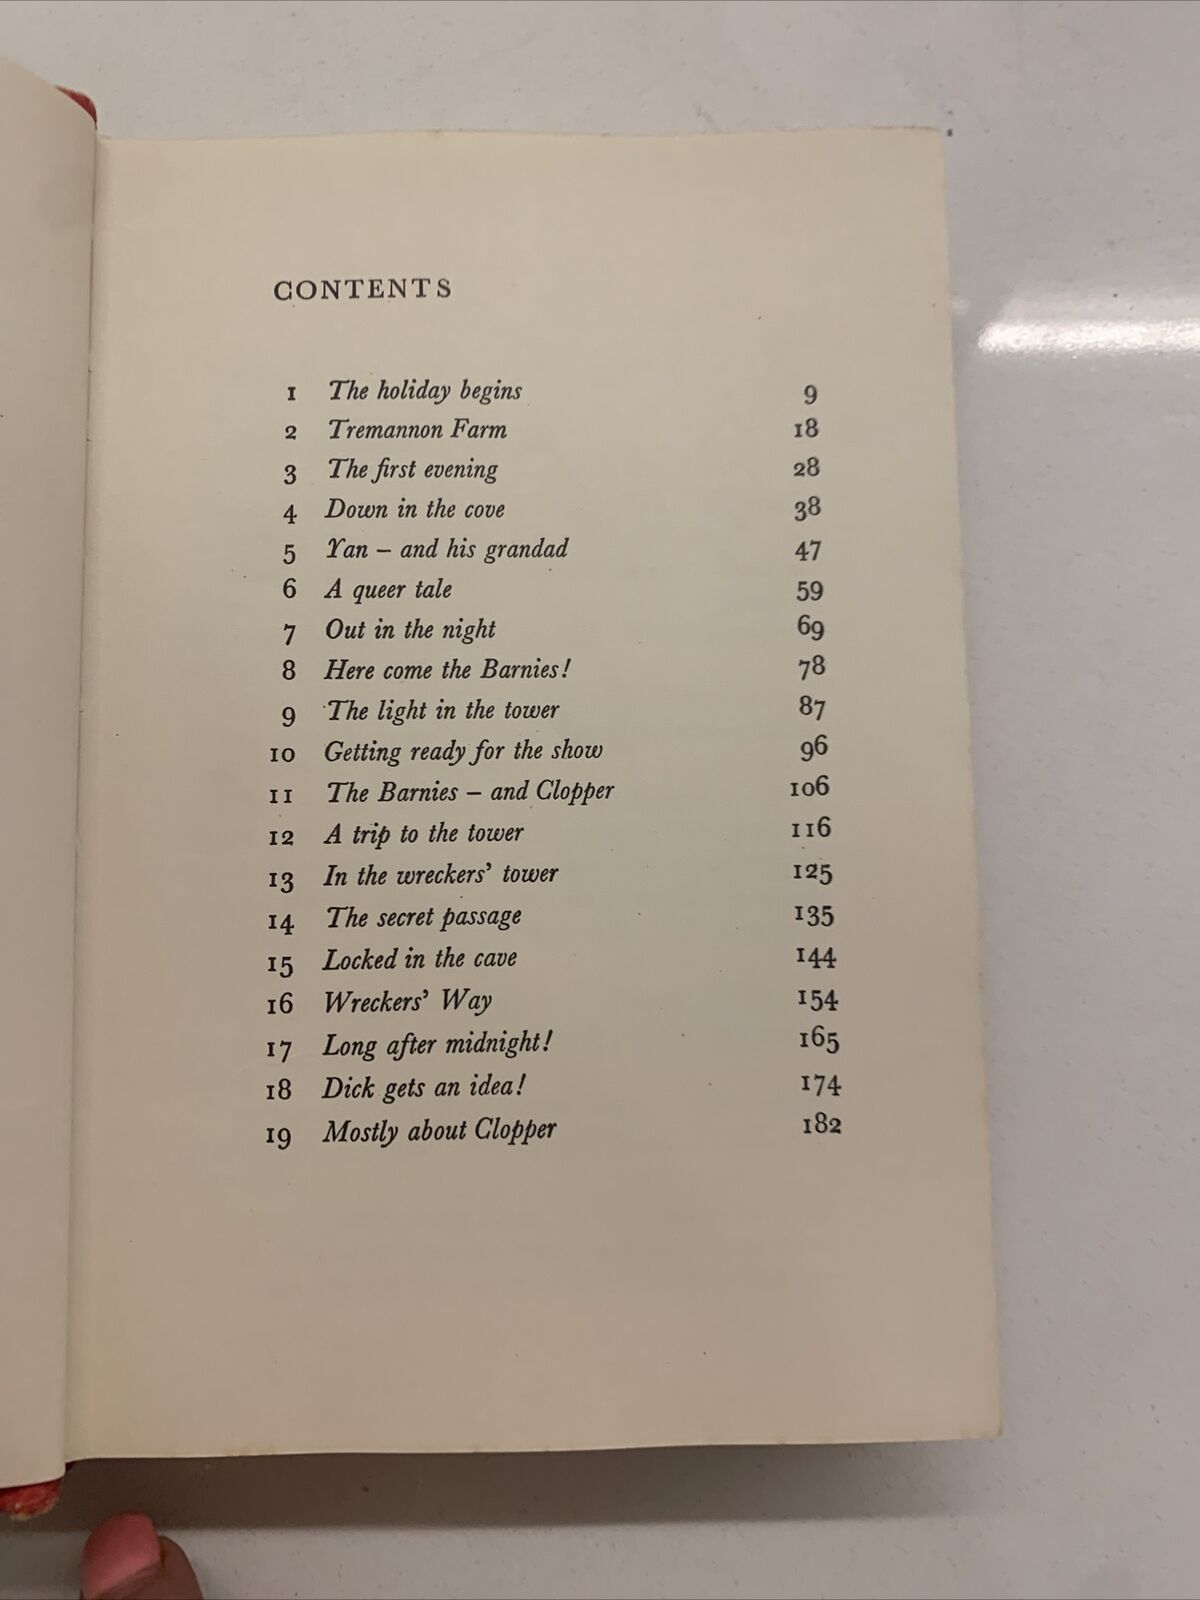 CONTENTS
1 The holiday begins 9
2 Tremannon Farm 18
3 The first evening 28
4 Down in the cove 38
5 Yan – and his grandad 47
6 A queer tale 59
7 Out in the night 69
8 Here come the Barnies! 78
9 The light in the tower 87
10 Getting ready for the show 96
11 The Barnies – and Clopper 106
12 A trip to the tower 116
13 In the wreckers' tower 125
14 The secret passage 135
15 Locked in the cave 144
16 Wreckers' Way 154
17 Long after midnight! 165
18 Dick gets an idea! 174
19 Mostly about Clopper 182